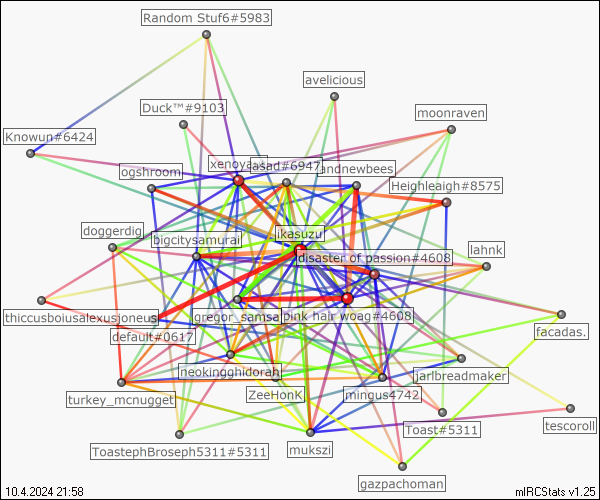 Random Stuf6#5983
avelicious
Duck™#9103
moonraven
Knowun#6424
asad#6947
andnewbees
ogshroom
Heighleaigh#8575
ikasuzu
doggerdig
bigcitysamurai
lahnk
disaster of passion#4608
thiccusboiusalexusjoneus
gregor_samsa
pink hair woag#4608
facadas.
default#0617
neokingghidorah
jarlbreadmaker
turkey_mcnugget
ZeeHonK
mingus4742
Toast#5311
tescoroll
ToastephBroseph5311#5311
mukszi
gazpachoman
10.4.2024 21:58
mIRCStats v1.25